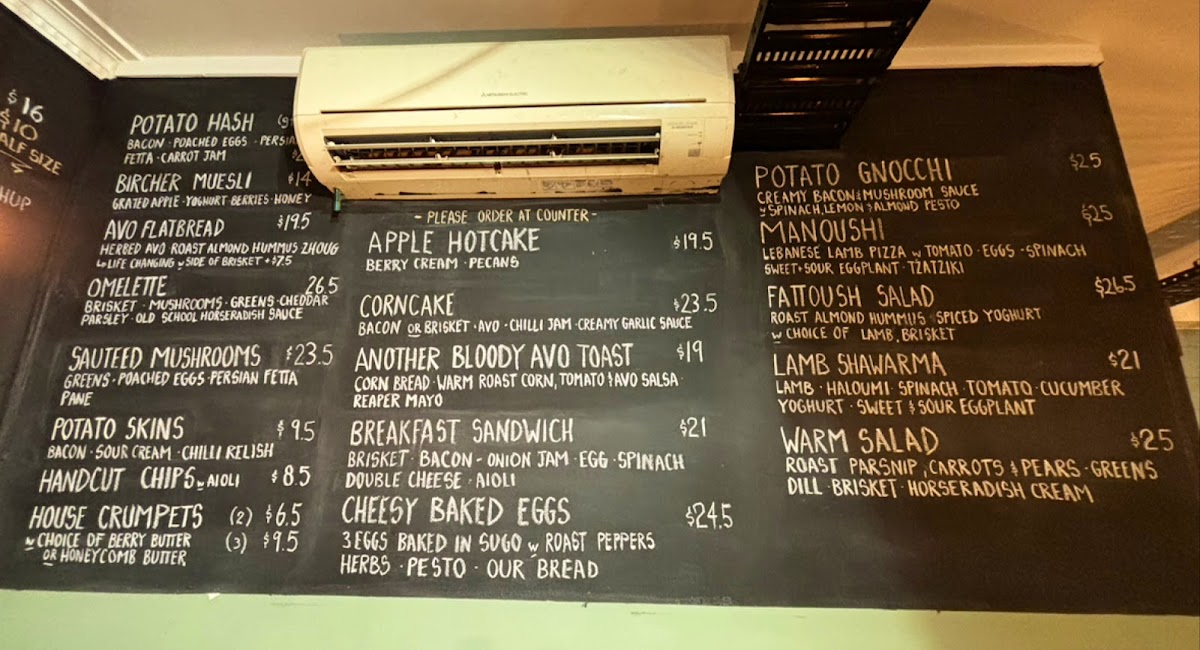 $16
$10
HALF SIZE
POTATO HASH
BACON · POACHED EGGS · PERSIAN
FETTA · CARROT JAM
BIRCHER MUESLI $14
GRATED APPLE · YOGHURT · BERRIES · HONEY
AVO FLATBREAD $19.5
HERBED AVO ROAST ALMOND HUMMUS ZHOUG
↳ LIFE CHANGING w SIDE OF BRISKET + $7.5
OMELETTE 26.5
BRISKET · MUSHROOMS · GREENS · CHEDDAR
PARSLEY · OLD SCHOOL HORSERADISH SAUCE
SAUTEED MUSHROOMS $23.5
GREENS · POACHED EGGS · PERSIAN FETTA
PANE
POTATO SKINS $9.5
BACON · SOUR CREAM · CHILLI RELISH
HANDCUT CHIPS w AIOLI $8.5
HOUSE CRUMPETS (2) $6.5
w CHOICE OF BERRY BUTTER (3) $9.5
OR HONEYCOMB BUTTER
MITSUBISHI ELECTRIC
- PLEASE ORDER AT COUNTER -
APPLE HOTCAKE $19.5
BERRY CREAM · PECANS
CORNCAKE $23.5
BACON OR BRISKET · AVO · CHILLI JAM · CREAMY GARLIC SAUCE
ANOTHER BLOODY AVO TOAST $19
CORN BREAD · WARM ROAST CORN, TOMATO & AVO SALSA ·
REAPER MAYO
BREAKFAST SANDWICH $21
BRISKET · BACON - ONION JAM · EGG · SPINACH
DOUBLE CHEESE · AIOLI
CHEESY BAKED EGGS $24.5
3 EGGS BAKED IN SUGO w ROAST PEPPERS
HERBS · PESTO · OUR BREAD
POTATO GNOCCHI $25
CREAMY BACON & MUSHROOM SAUCE
w SPINACH, LEMON & ALMOND PESTO
MANOUSHI $25
LEBANESE LAMB PIZZA w TOMATO · EGGS · SPINACH
SWEET + SOUR EGGPLANT · TZATZIKI
FATTOUSH SALAD $26.5
ROAST ALMOND HUMMUS SPICED YOGHURT
w CHOICE OF LAMB, BRISKET
LAMB SHAWARMA $21
LAMB · HALOUMI · SPINACH · TOMATO · CUCUMBER
YOGHURT · SWEET & SOUR EGGPLANT
WARM SALAD $25
ROAST PARSNIP, CARROTS & PEARS · GREENS
DILL · BRISKET · HORSERADISH CREAM